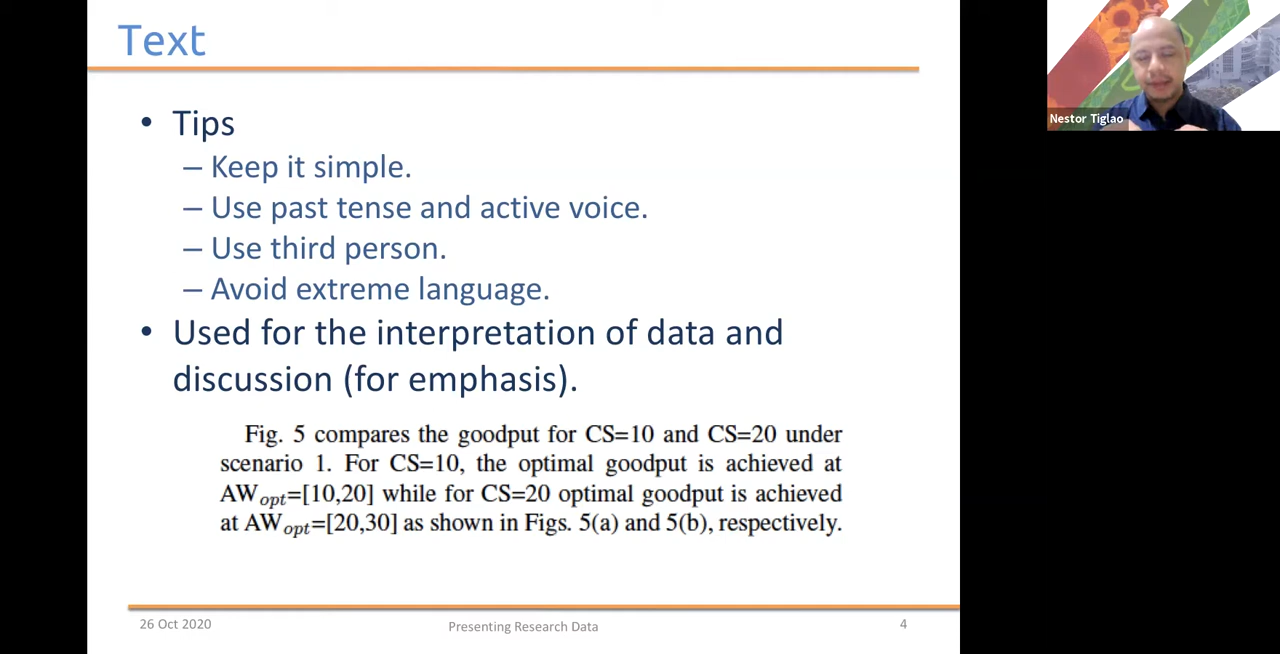 Text
Nestor Tiglao
• Tips
– Keep it simple.
– Use past tense and active voice.
– Use third person.
– Avoid extreme language.
• Used for the interpretation of data and
discussion (for emphasis).
Fig. 5 compares the goodput for CS=10 and CS=20 under
scenario 1. For CS=10, the optimal goodput is achieved at
AWopt=[10,20] while for CS=20 optimal goodput is achieved
at AWopt=[20,30] as shown in Figs. 5(a) and 5(b), respectively.
26 Oct 2020
Presenting Research Data
4